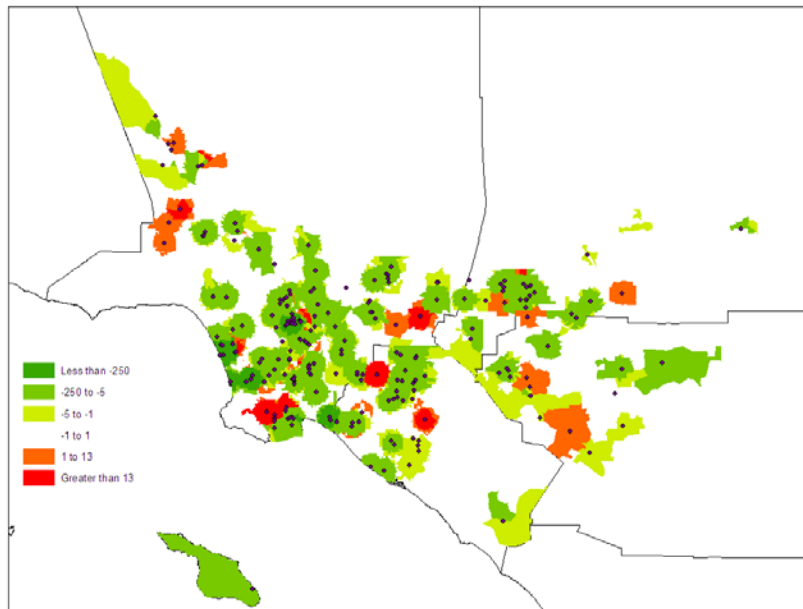 Less than -250
-250 to -5
-5 to -1
-1 to 1
1 to 13
Greater than 13